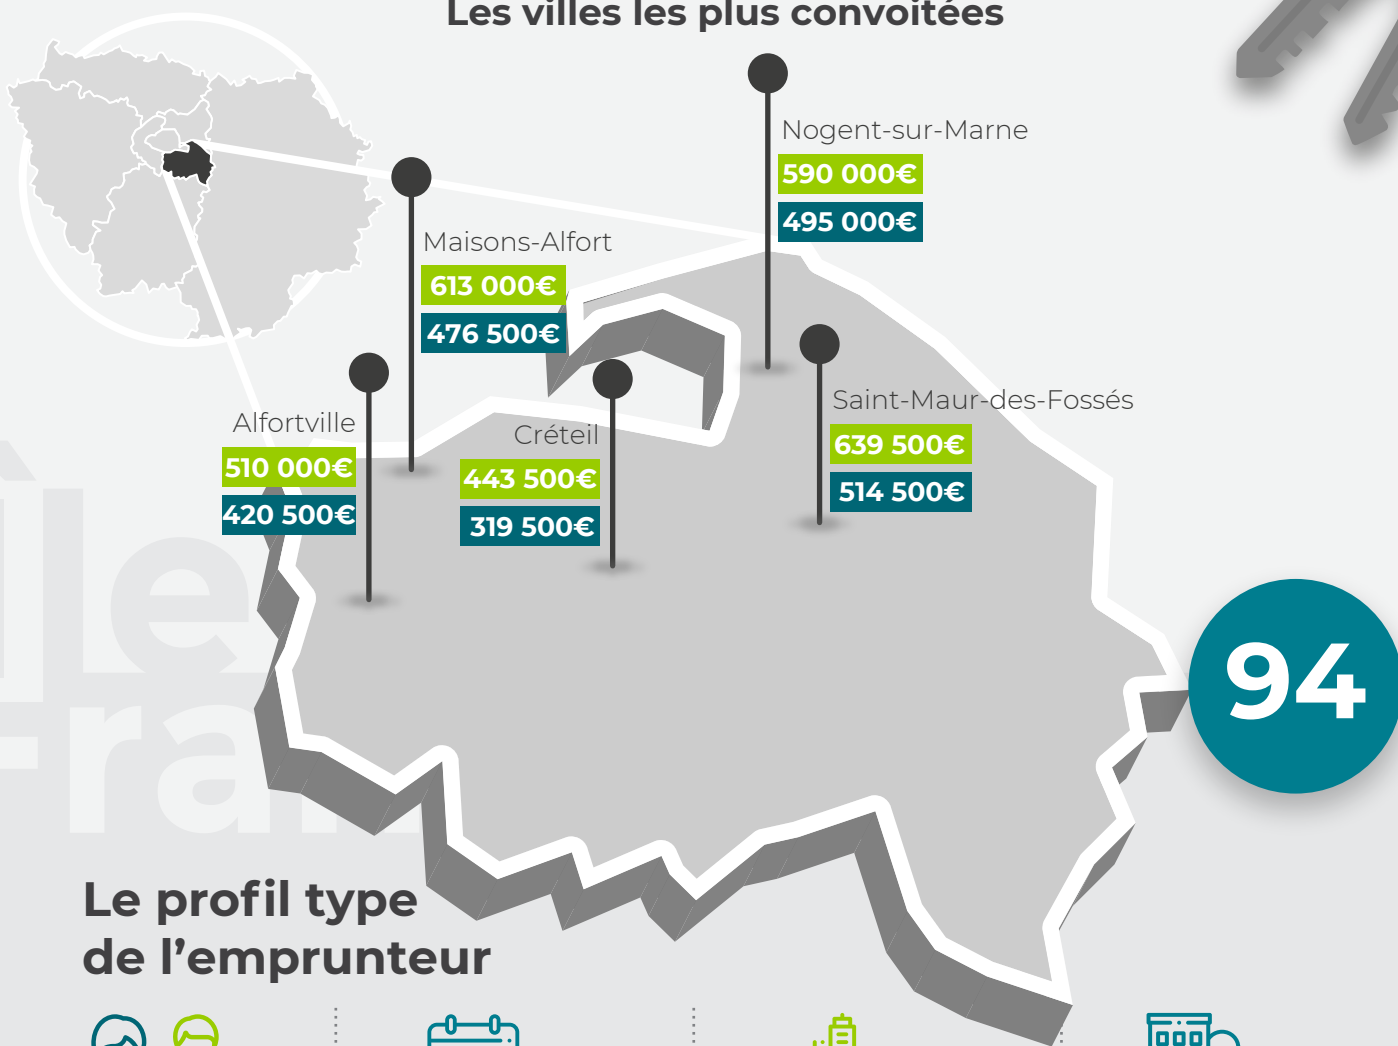 Les villes les plus convoitées
Nogent-sur-Marne
590 000€
495 000€
Maisons-Alfort
613 000€
476 500€
Saint-Maur-des-Fossés
639 500€
514 500€
Alfortville
510 000€
420 500€
Créteil
443 500€
319 500€
94
Île
Fran
Le profil type
de l’emprunteur